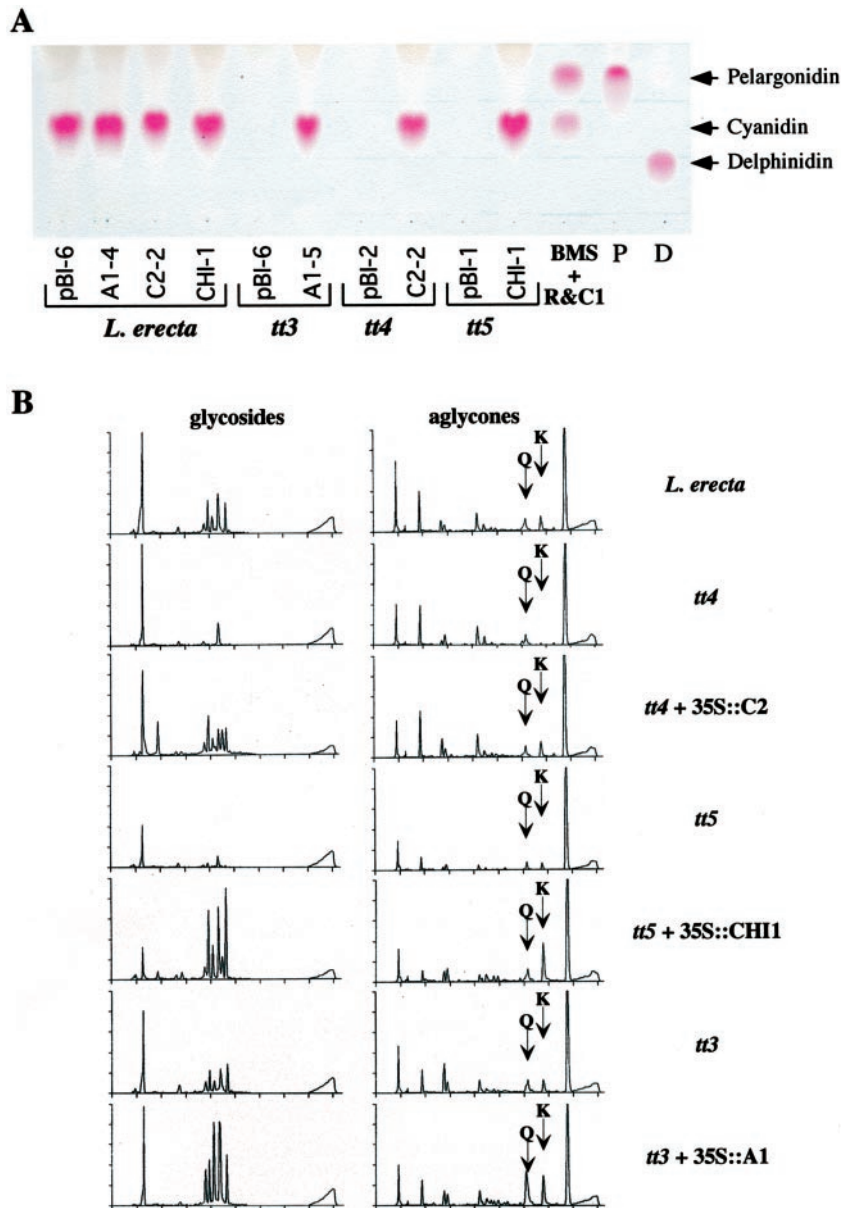 A
Pelargonidin
Cyanidin
Delphinidin
pBI-6
A1-4
C2-2
CHI-1
pBI-6
A1-5
pBI-2
C2-2
pBI-1
CHI-1
BMS
+
R&C1
P
D
L. erecta
tt3
tt4
tt5
B
glycosides
aglycones
K
Q
L. erecta
K
Q
tt4
K
Q
tt4 + 35S::C2
K
Q
tt5
K
Q
tt5 + 35S::CHI1
K
Q
tt3
K
Q
tt3 + 35S::A1